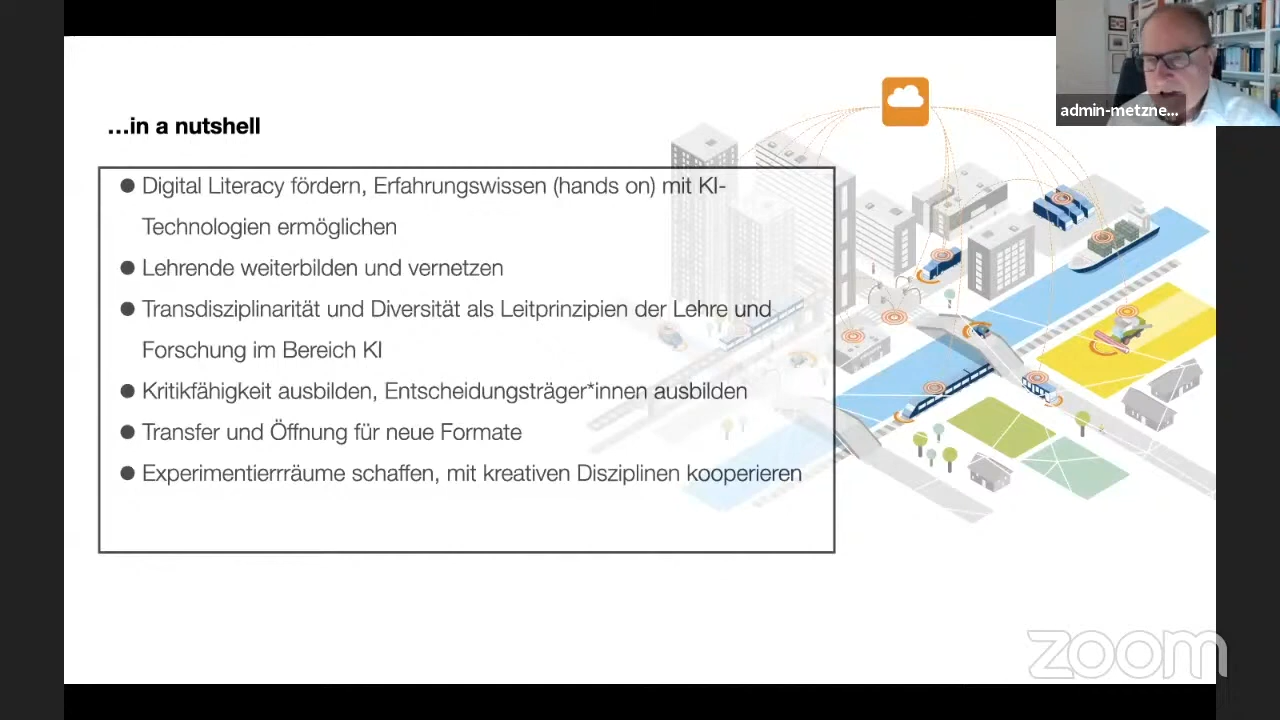 admin-metzne...
...in a nutshell
● Digital Literacy fördern, Erfahrungswissen (hands on) mit KI-
Technologien ermöglichen
● Lehrende weiterbilden und vernetzen
● Transdisziplinarität und Diversität als Leitprinzipien der Lehre und
Forschung im Bereich KI
● Kritikfähigkeit ausbilden, Entscheidungsträger*innen ausbilden
● Transfer und Öffnung für neue Formate
● Experimentierrräume schaffen, mit kreativen Disziplinen kooperieren
zoom